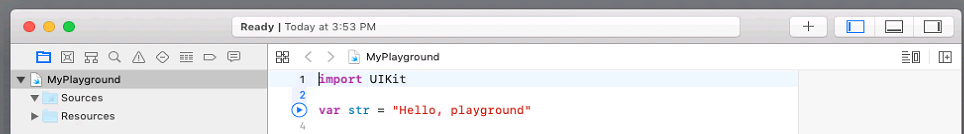 Ready | Today at 3:53 PM
MyPlayground
MyPlayground
Sources
Resources
1 import UIKit
2
var str = "Hello, playground"
4